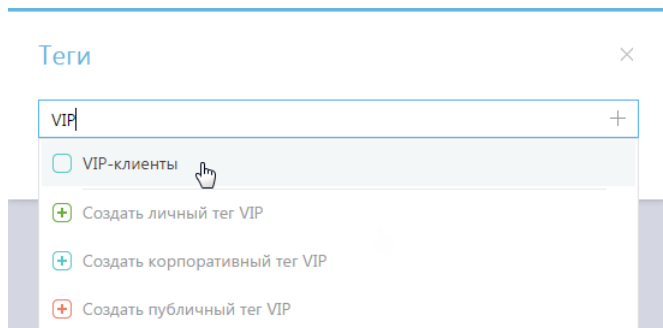 Теги
VIP
VIP-клиенты
Создать личный тег VIP
Создать корпоративный тег VIP
Создать публичный тег VIP